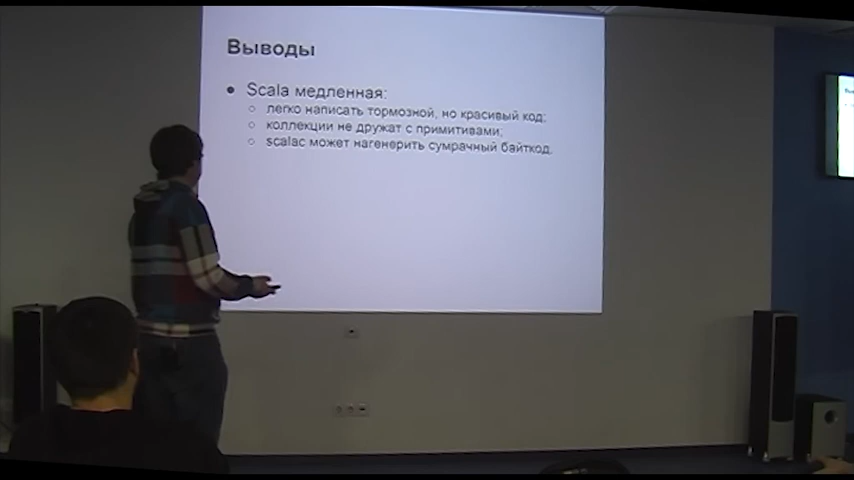 Выводы
● Scala медленная:
○ легко написать тормозной, но красивый код;
○ коллекции не дружат с примитивами;
○ scalac может нагенерить сумрачный байткод.